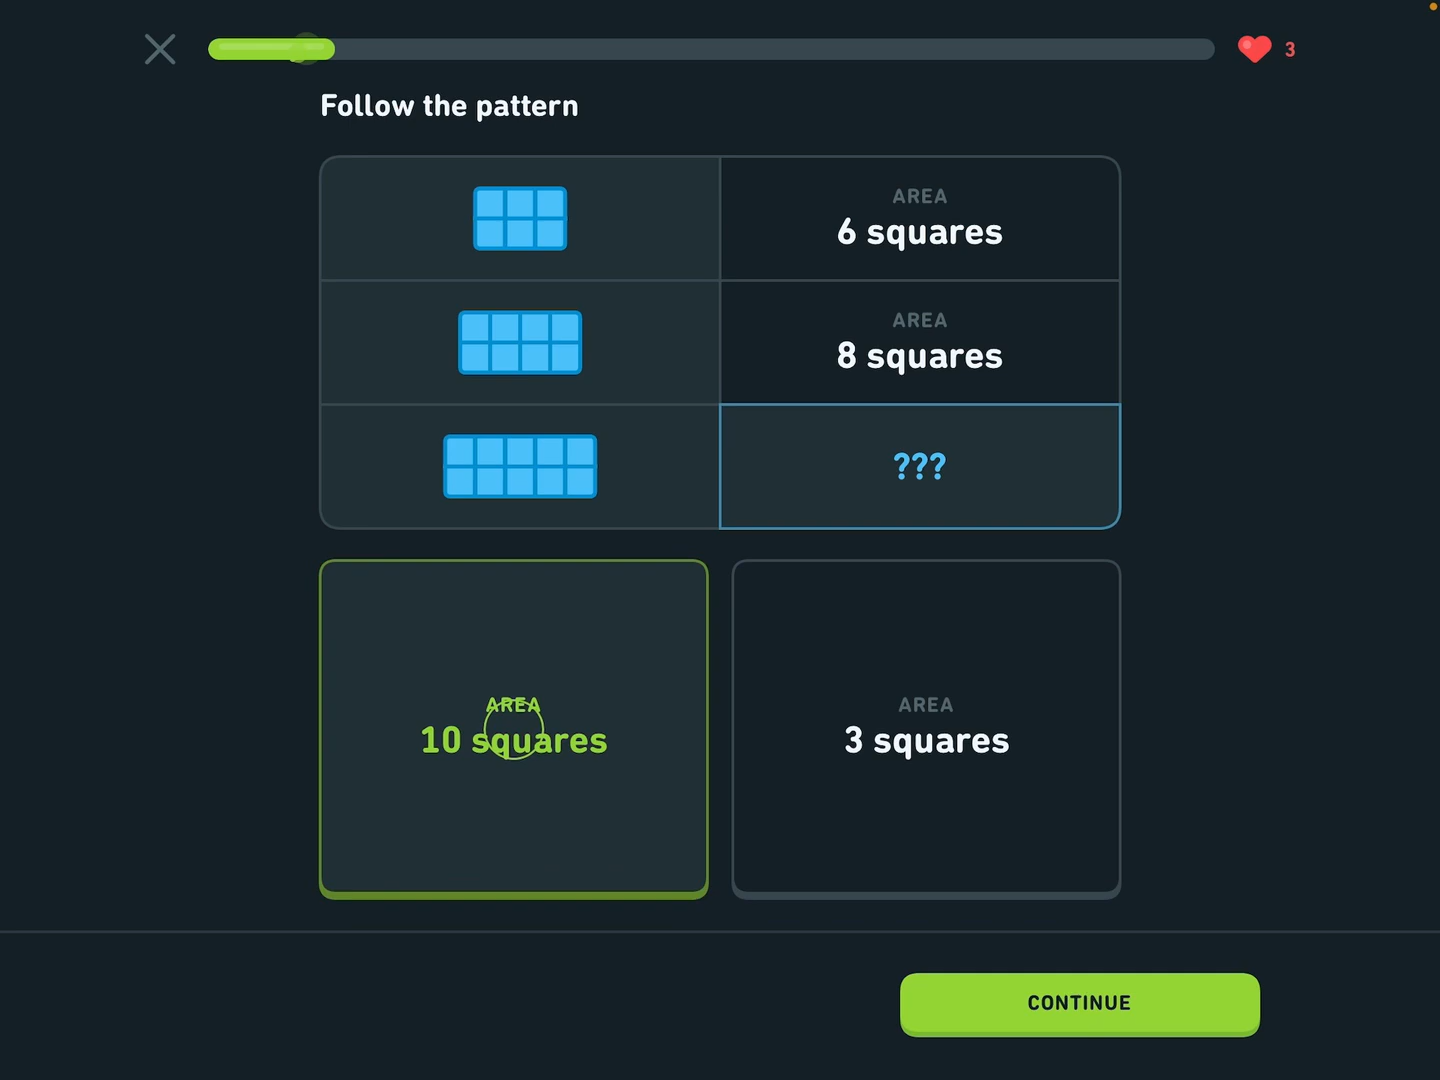 3
Follow the pattern
AREA
6 squares
AREA
8 squares
???
AREA
10 squares
AREA
3 squares
CONTINUE